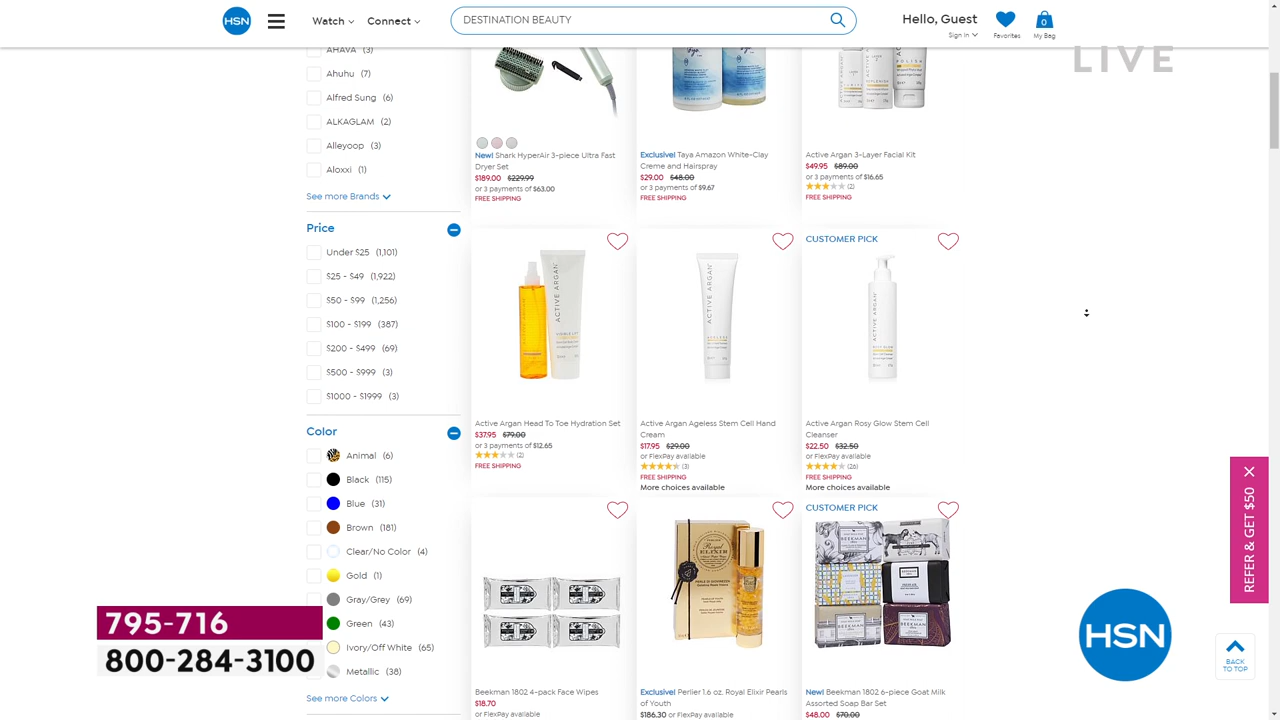 HSN
Watch
Connect
DESTINATION BEAUTY
Hello, Guest
Sign In
Favorites
0
My Bag
LIVE
AHAVA (3)
Ahuhu (7)
Alfred Sung (6)
ALKAGLAM (2)
Alleyoop (3)
Aloxxi (1)
See more Brands
Price
Under $25 (1,101)
$25 - $49 (1,922)
$50 - $99 (1,256)
$100 - $199 (387)
$200 - $499 (69)
$500 - $999 (3)
$1000 - $1999 (3)
Color
Animal (6)
Black (115)
Blue (31)
Brown (181)
Clear/No Color (4)
Gold (1)
Gray/Grey (69)
Green (43)
Ivory/Off White (65)
Metallic (38)
See more Colors
New! Shark HyperAir 3-piece Ultra Fast
Dryer Set
$189.00 $229.99
or 3 payments of $63.00
FREE SHIPPING
Exclusive! Taya Amazon White-Clay
Creme and Hairspray
$29.00 $48.00
or 3 payments of $9.67
FREE SHIPPING
REPLENISH
POLISH
Active Argan 3-Layer Facial Kit
$49.95 $89.00
or 3 payments of $16.65
(2)
FREE SHIPPING
ACTIVE ARGAN
Active Argan Head To Toe Hydration Set
$37.95 $79.00
or 3 payments of $12.65
(2)
FREE SHIPPING
ACTIVE ARGAN
AGELESS
Active Argan Ageless Stem Cell Hand
Cream
$17.95 $29.00
or FlexPay available
(3)
FREE SHIPPING
More choices available
CUSTOMER PICK
ACTIVE ARGAN
Active Argan Rosy Glow Stem Cell
Cleanser
$22.50 $32.50
or FlexPay available
(26)
FREE SHIPPING
More choices available
Beekman 1802 4-pack Face Wipes
$18.70
or FlexPay available
Royal
ELIXIR
Exclusive! Perlier 1.6 oz. Royal Elixir Pearls
of Youth
$186.30 or FlexPay available
CUSTOMER PICK
BEEKMAN
BEEKMAN
New! Beekman 1802 6-piece Goat Milk
Assorted Soap Bar Set
$48.00 $70.00
REFER & GET $50
795-716
800-284-3100
HSN
BACK
TO TOP